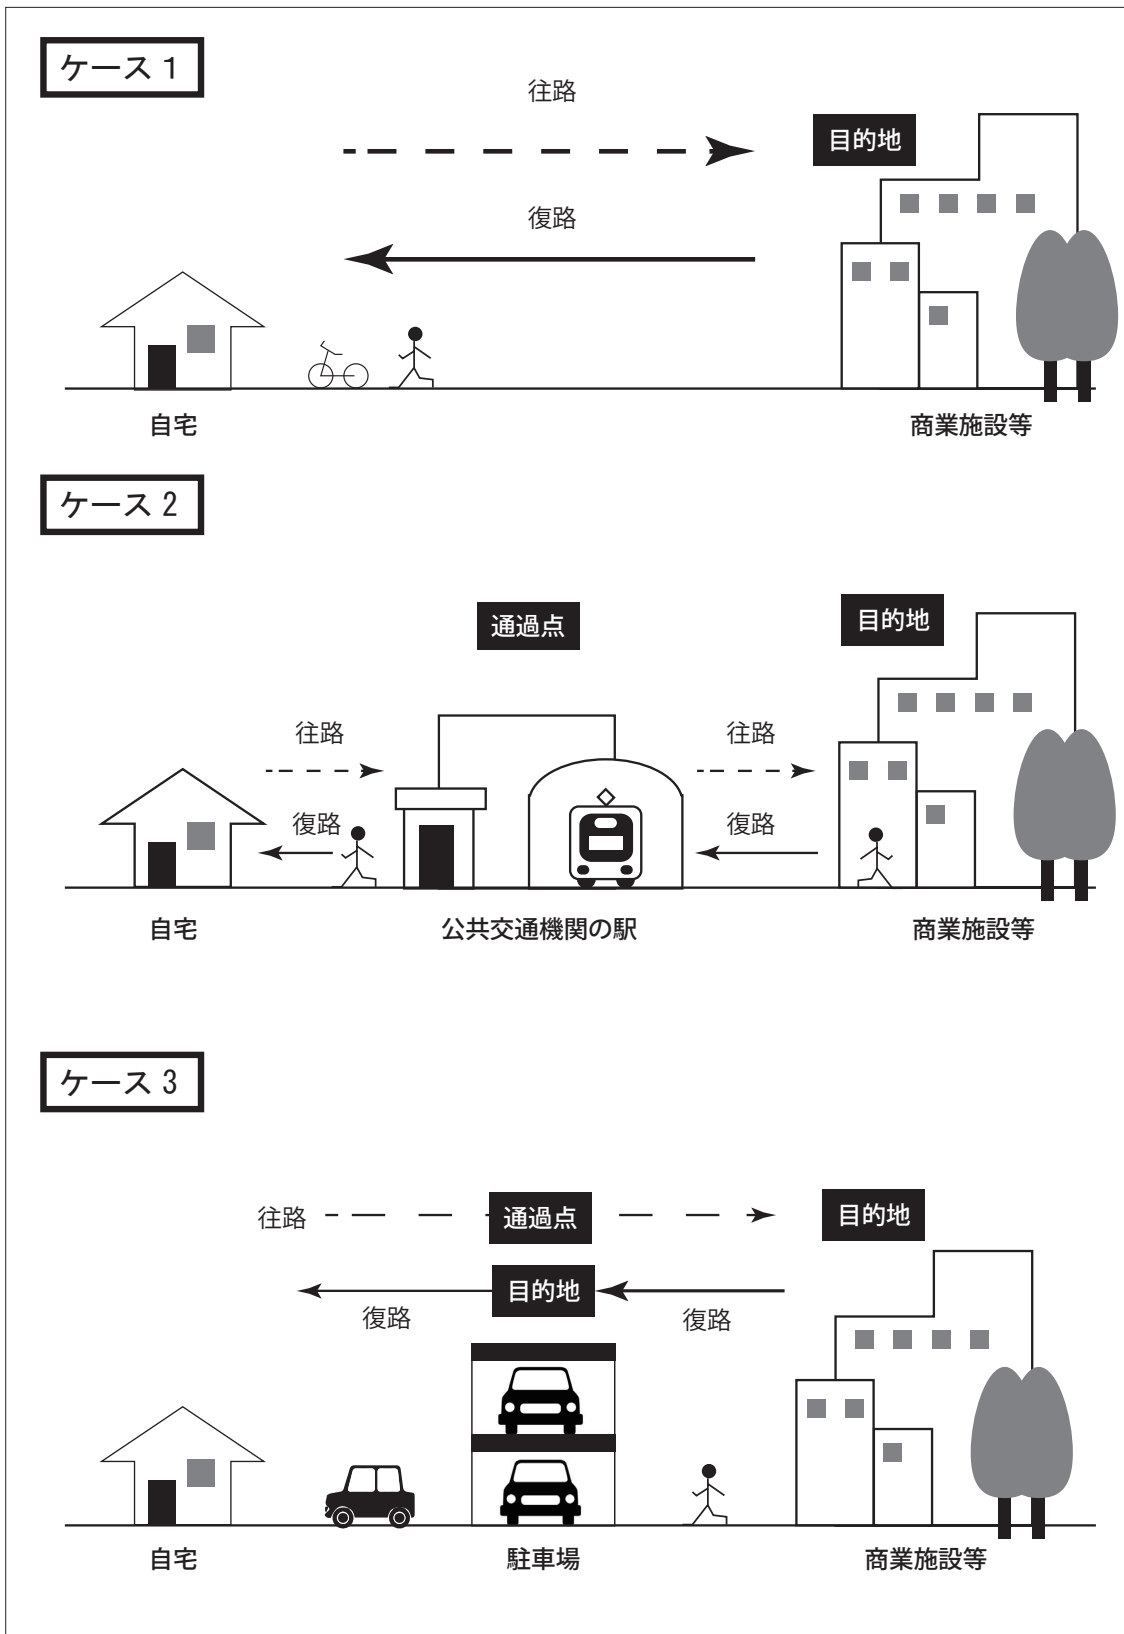 ケース 1
往路
目的地
復路
自宅
商業施設等
ケース 2
通過点
目的地
往路
往路
復路
復路
自宅
公共交通機関の駅
商業施設等
ケース 3
往路
通過点
目的地
目的地
復路
復路
自宅
駐車場
商業施設等